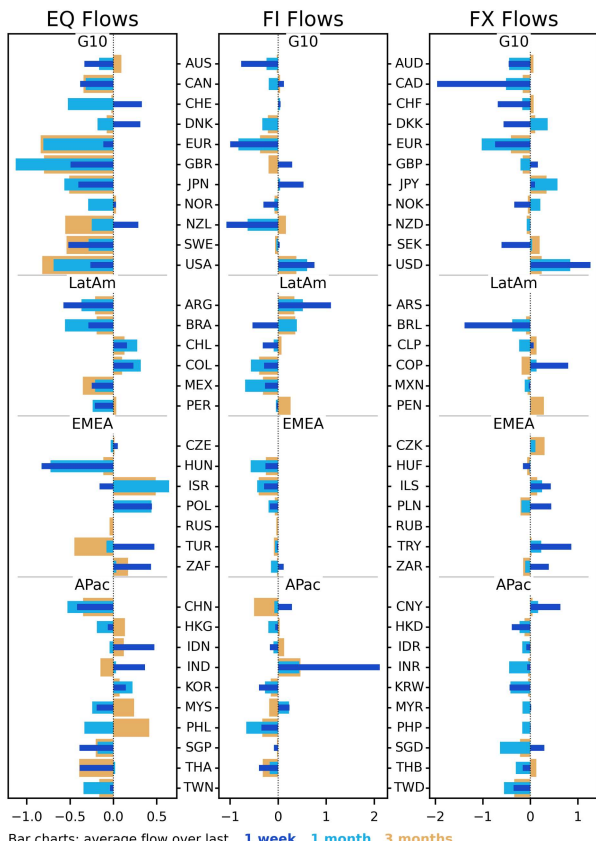 EQ Flows FI Flows FX Flows
G10 G10 G10
AUS AUD
CAN CAD
CHE CHF
DNK DKK
EUR EUR
GBR GBP
JPN JPY
NOR NOK
NZL NZD
SWE SEK
USA USD
LatAm LatAm LatAm
ARG ARS
BRA BRL
CHL CLP
COL COP
MEX MXN
PER PEN
EMEA EMEA EMEA
CZE CZK
HUN HUF
ISR ILS
POL PLN
RUS RUB
TUR TRY
ZAF ZAR
APac APac APac
CHN CNY
HKG HKD
IDN IDR
IND INR
KOR KRW
MYS MYR
PHL PHP
SGP SGD
THA THB
TWN TWD
−1.0 −0.5 0.0 0.5 −1 0 1 2 −2 −1 0 1
Bar charts: average flow over last 1 week 1 month 3 months